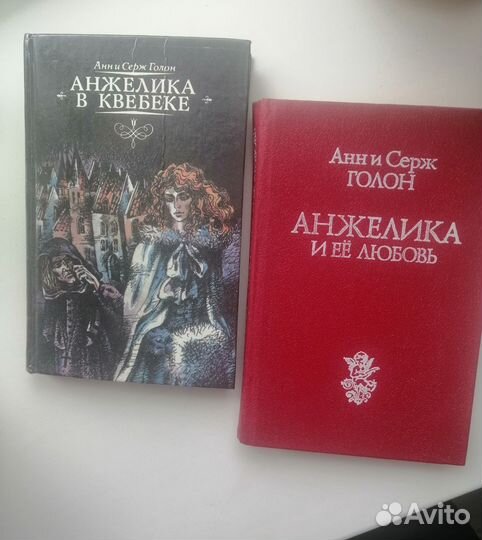 Анн и Серж Голон
АНЖЕЛИКА
В КВЕБЕКЕ
Анн и Серж
ГОЛОН
АНЖЕЛИКА
И ЕЁ ЛЮБОВЬ
Avito